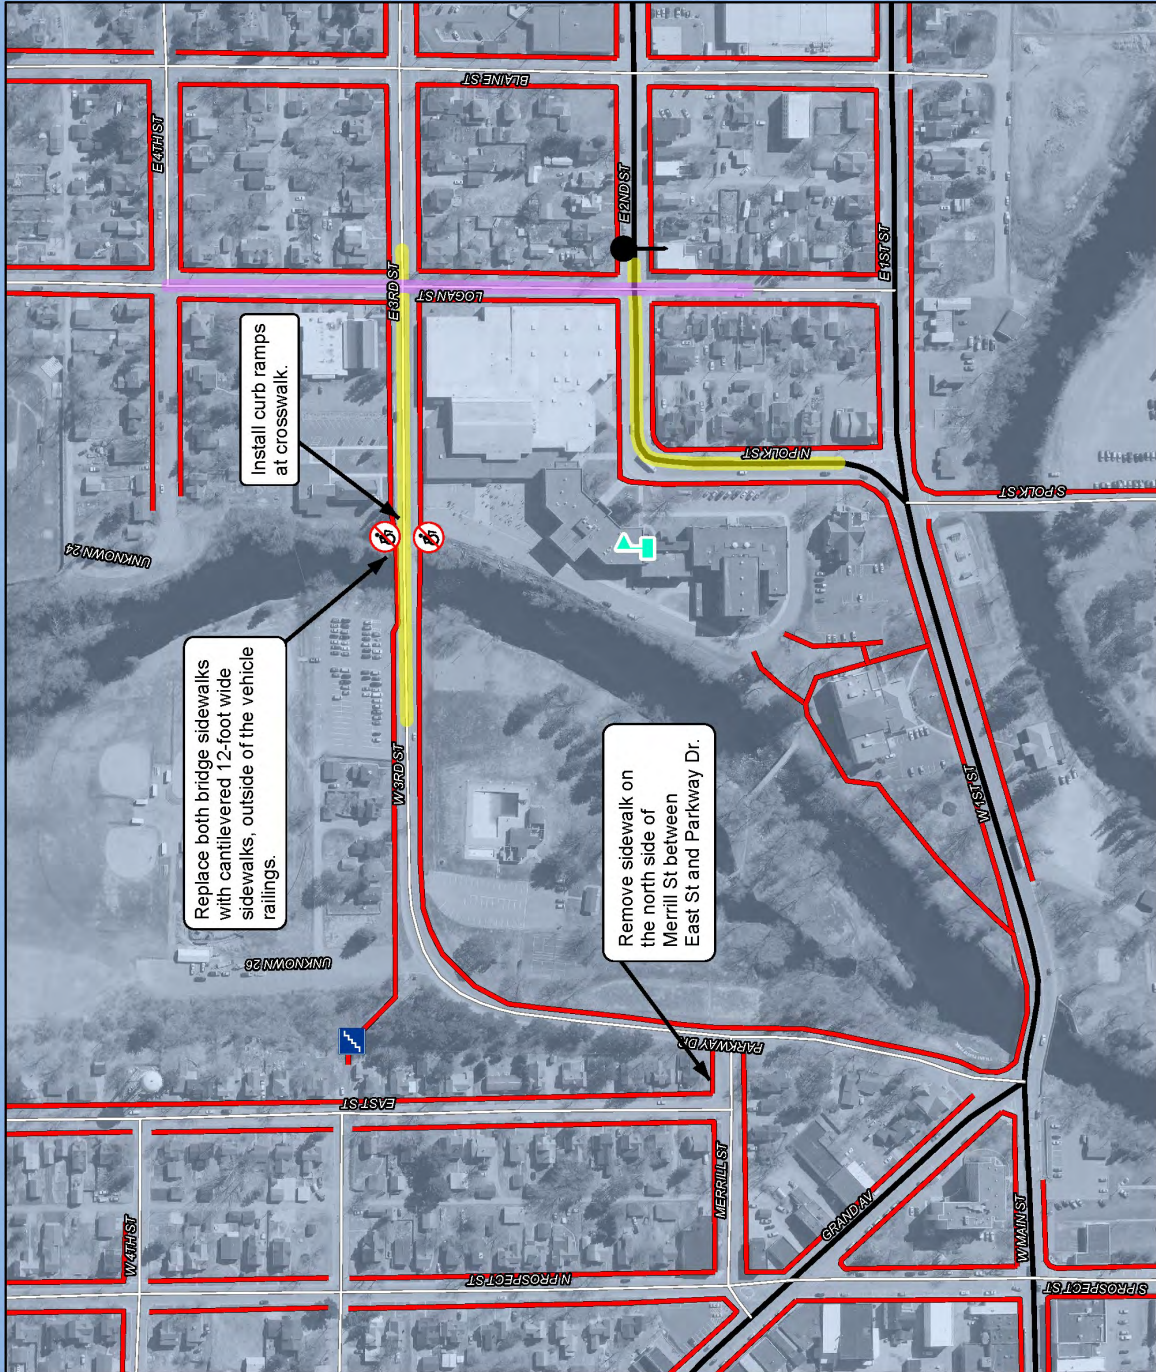 BLAINE ST
E 4TH ST
E 2ND ST
E 3RD ST
E 1ST ST
LOGAN ST
Install curb ramps
at crosswalk.
N POLK ST
S POLK ST
UNKNOWN 24
Replace both bridge sidewalks
with cantilevered 12-foot wide
sidewalks, outside of the vehicle
railings.
W 3RD ST
W 1ST ST
Remove sidewalk on
the north side of
Merrill St between
East St and Parkway Dr.
UNKNOWN 26
PARKWAY DR
EAST ST
MERRILL ST
GRAND AV
W 4TH ST
W MAIN ST
N PROSPECT ST
S PROSPECT ST